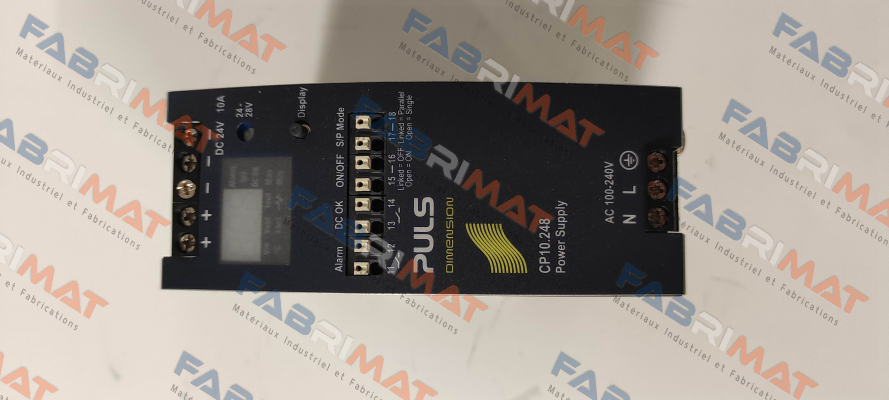 DC 24V 10A
24-
28V
Display
Alarm DC OK ON/OFF S/P Mode
11 12 13 14 15 16 17 18
Linked = OFF Linked = Parallel
Open = ON Open = Single
PULS
DIMENSION
CP10.248
Power Supply
AC 100-240V
N L
+ + - -
FABRIMAT
Matériaux Industriel et Fabrications